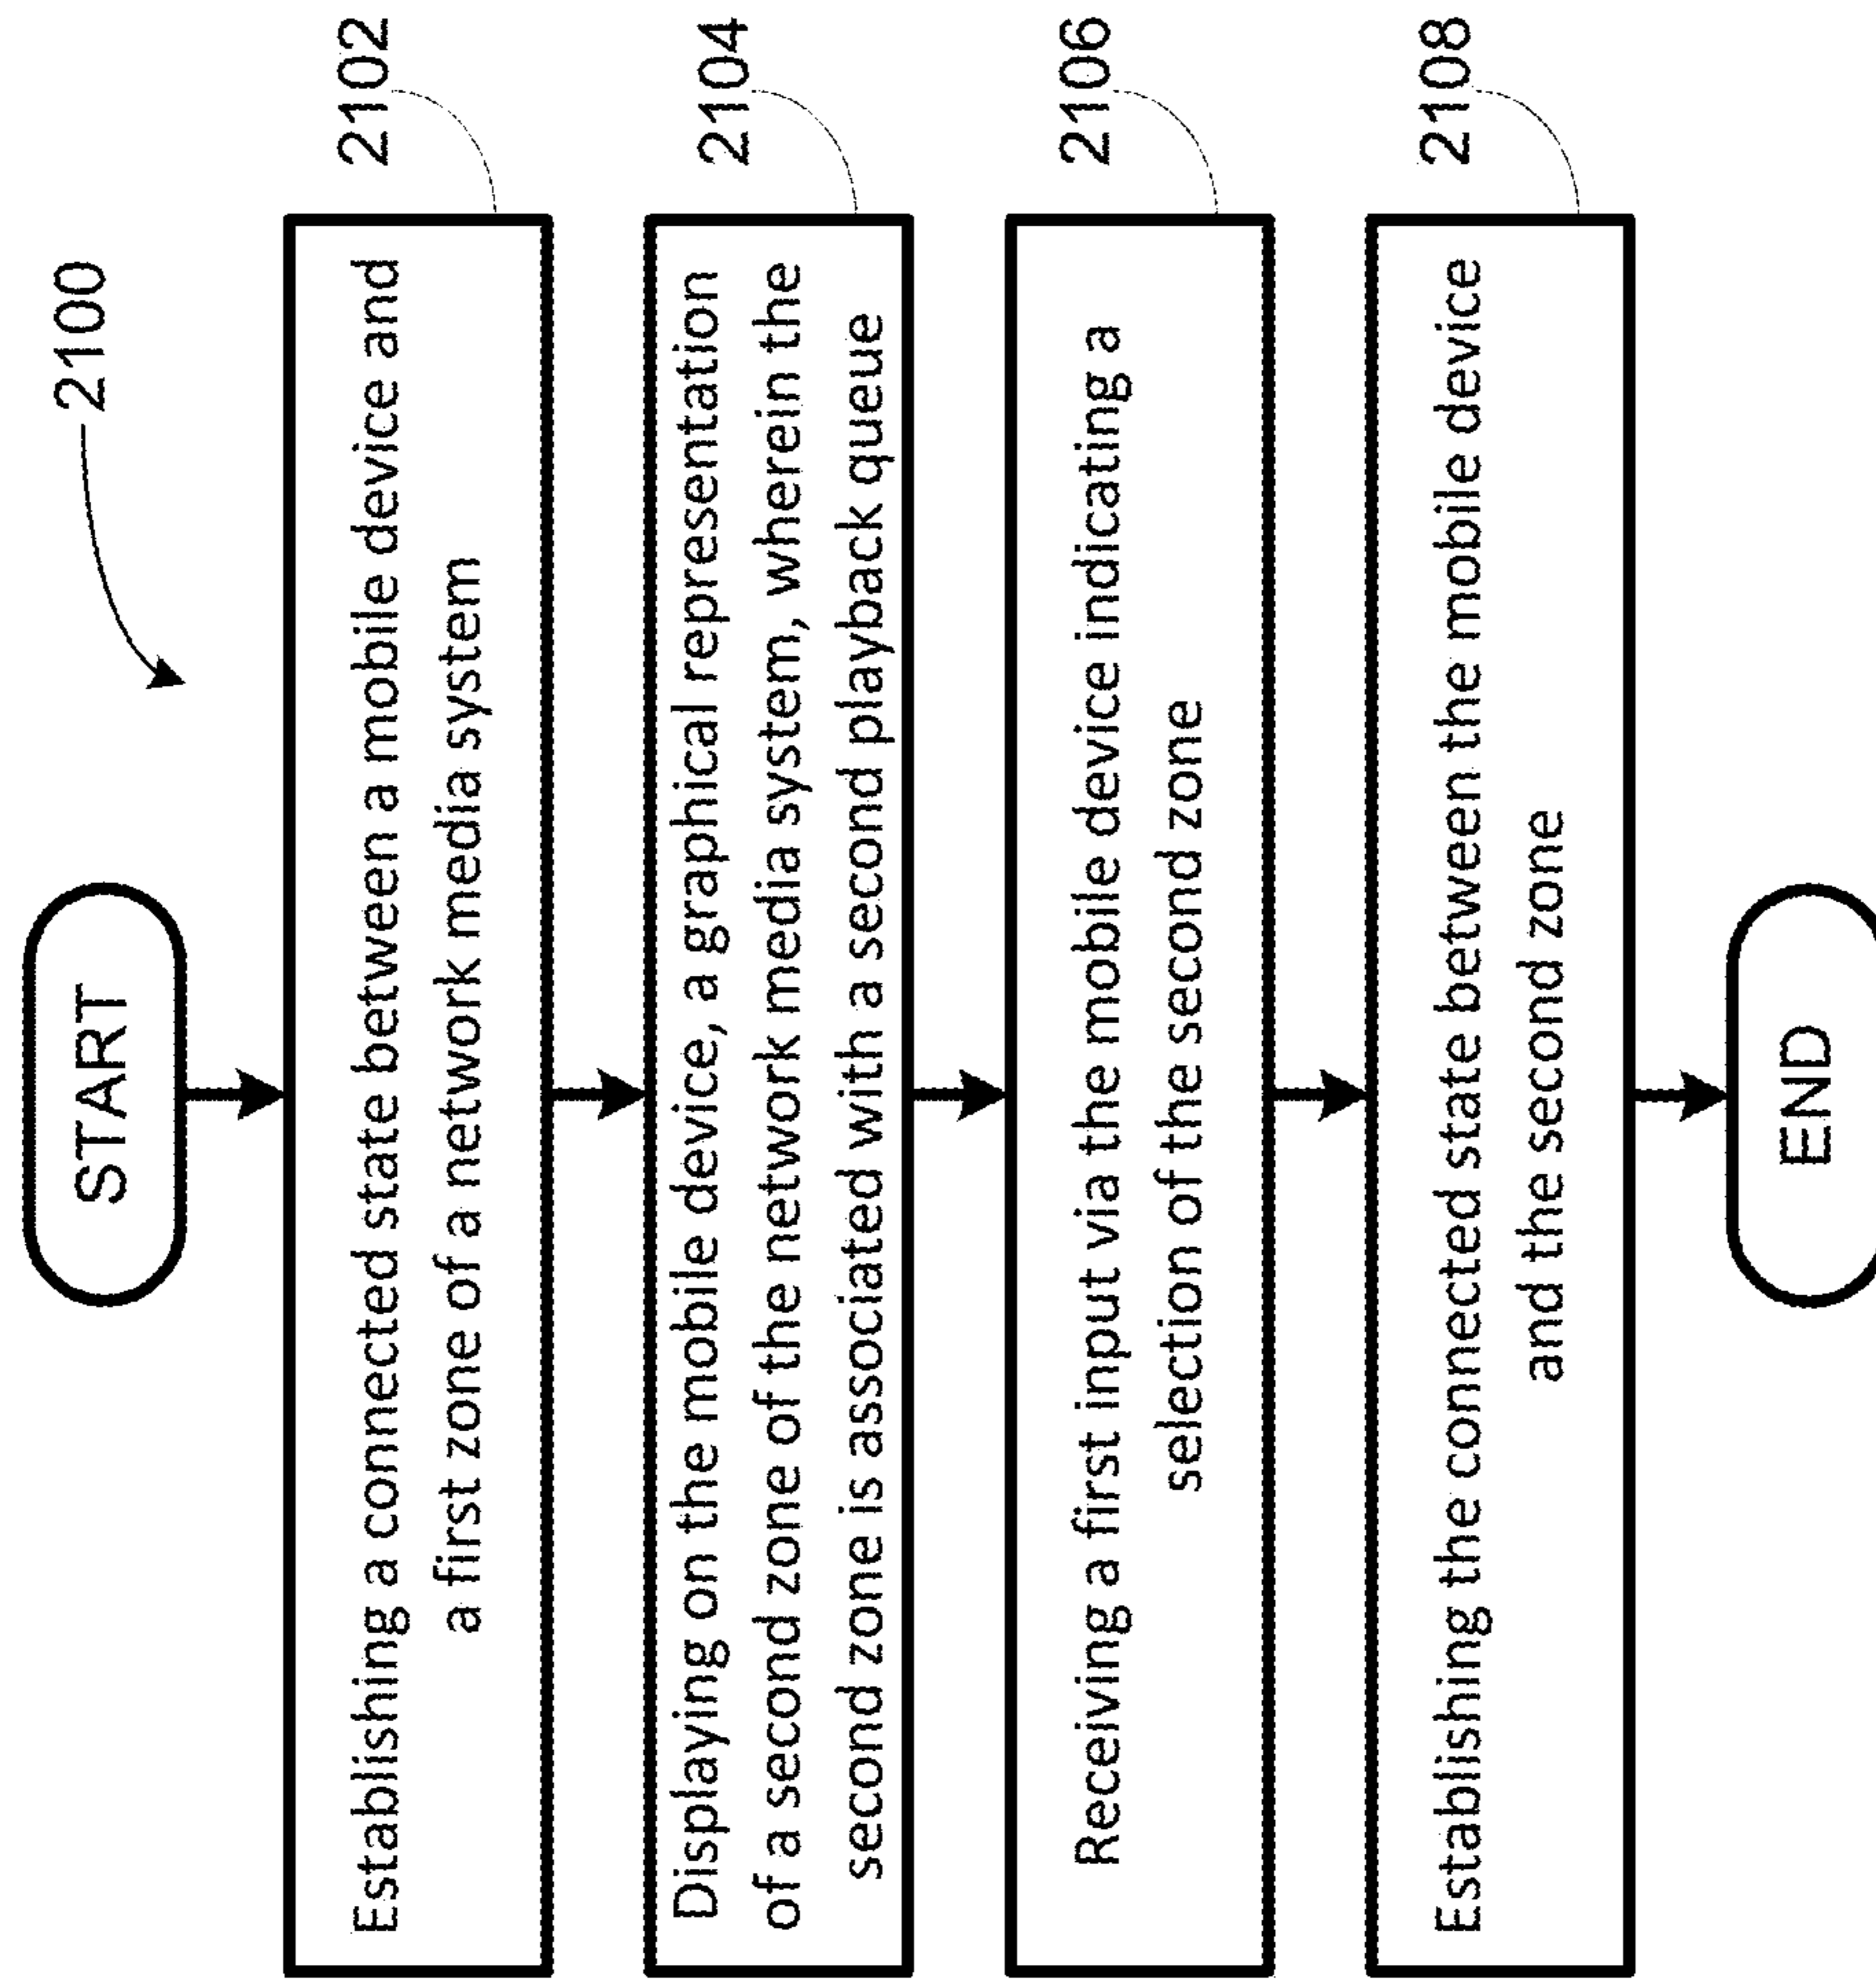 2100
START
Establishing a connected state between a mobile device and
a first zone of a network media system
2102
Displaying on the mobile device, a graphical representation
of a second zone of the network media system, wherein the
second zone is associated with a second playback queue
2104
Receiving a first input via the mobile device indicating a
selection of the second zone
2106
Establishing the connected state between the mobile device
and the second zone
2108
END